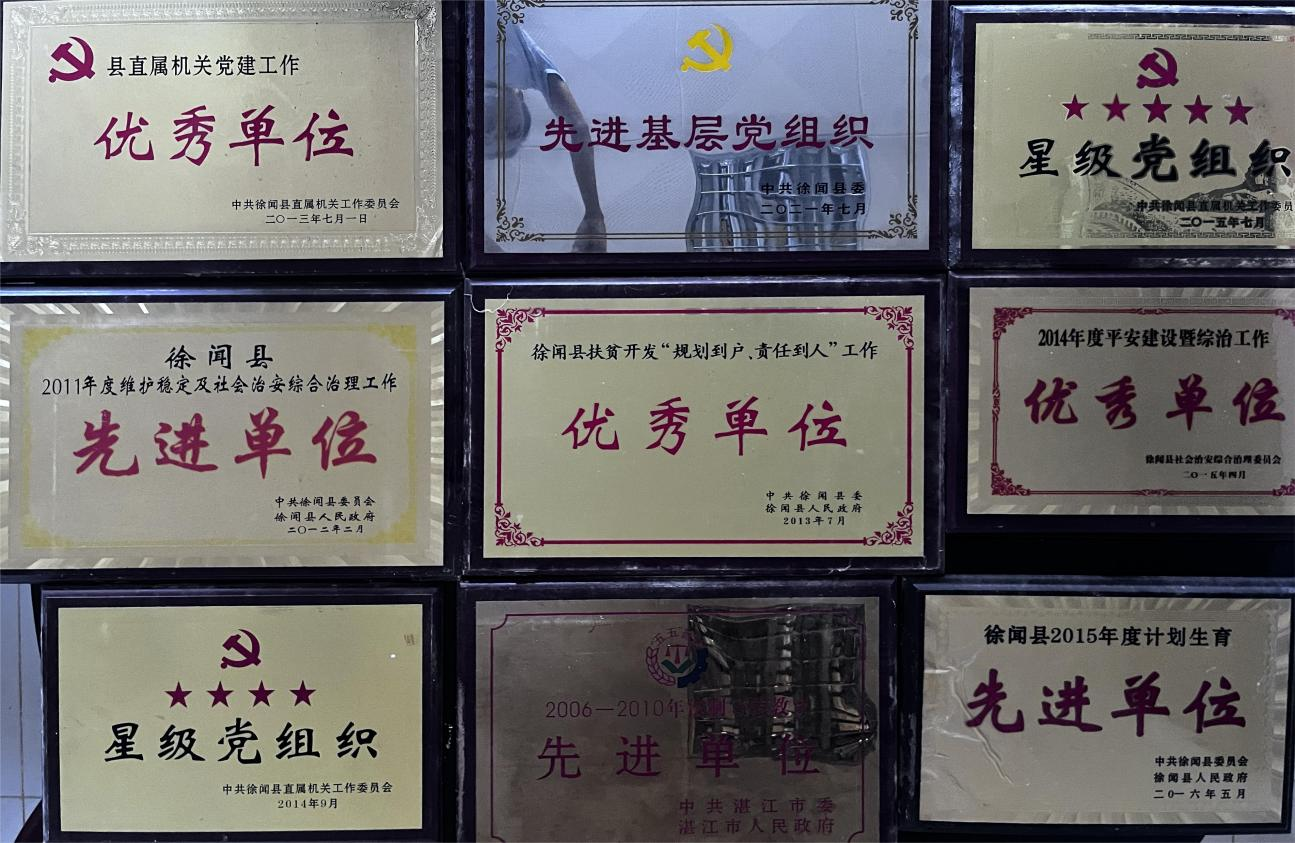 县直属机关党建工作
优秀单位
中共徐闻县直属机关工作委员会
二〇一三年七月一日
先进基层党组织
中共徐闻县委
二〇二一年七月
星级党组织
中共徐闻县直属机关工作委员
二〇一五年七月
徐闻县
2011年度维护稳定及社会治安综合治理工作
先进单位
中共徐闻县委员会
徐闻县人民政府
二〇一二年二月
徐闻县扶贫开发“规划到户、责任到人”工作
优秀单位
中共徐闻县委
徐闻县人民政府
2013年7月
2014年度平安建设暨综治工作
优秀单位
徐闻县社会治安综合治理委员会
二〇一五年四月
星级党组织
中共徐闻县直属机关工作委员会
2014年9月
2006—2010年
先进单位
中共湛江市委
湛江市人民政府
徐闻县2015年度计划生育
先进单位
中共徐闻县委员会
徐闻县人民政府
二〇一六年五月